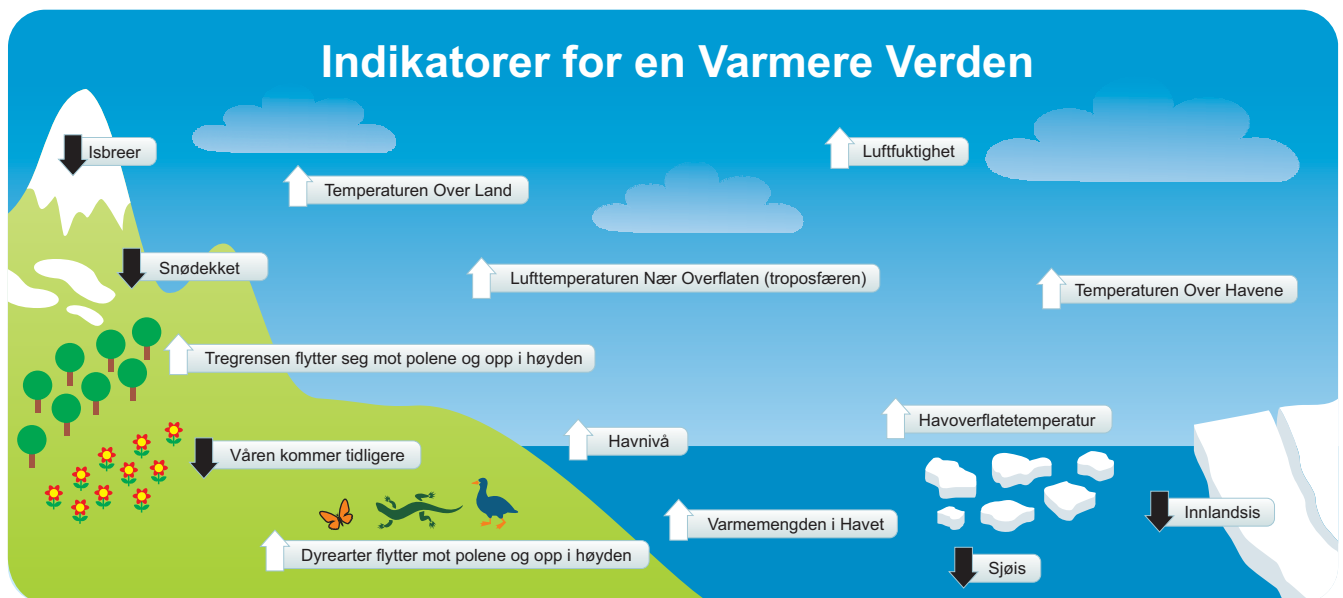 Indikatorer for en Varmere Verden
Isbreer
Luftfuktighet
Temperaturen Over Land
Snødekket
Lufttemperaturen Nær Overflaten (troposfæren)
Temperaturen Over Havene
Tregrensen flytter seg mot polene og opp i høyden
Havoverflatetemperatur
Havnivå
Våren kommer tidligere
Innlandsis
Varmemengden i Havet
Dyrearter flytter mot polene og opp i høyden
Sjøis